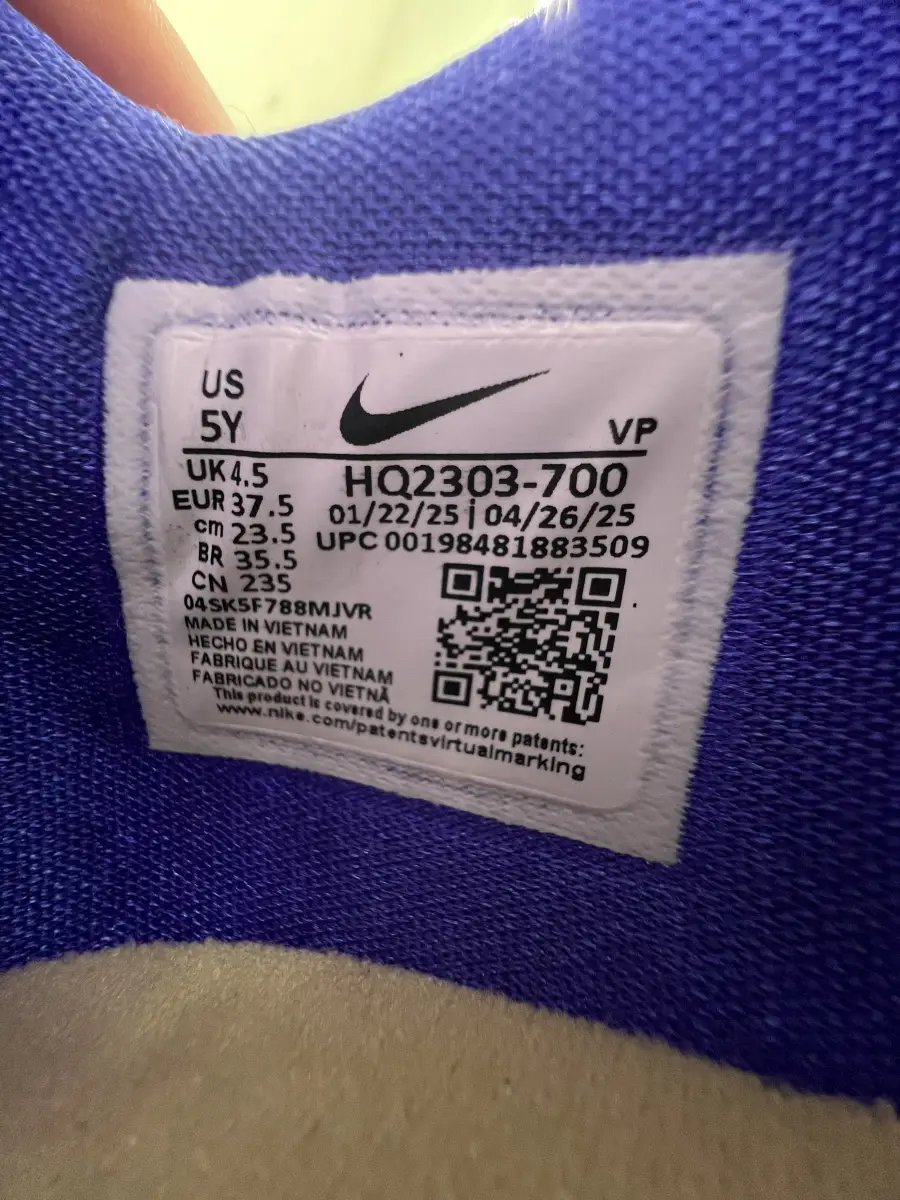 US
5Y
VP
UK 4.5
EUR 37.5
cm 23.5
BR 35.5
CN 235
HQ2303-700
01/22/25 | 04/26/25
UPC 00198481883509
04SK5F788MJVR
MADE IN VIETNAM
HECHO EN VIETNAM
FABRIQUE AU VIETNAM
FABRICADO NO VIETNÃ
This product is covered by one or more patents:
www.nike.com/patentsvirtualmarking